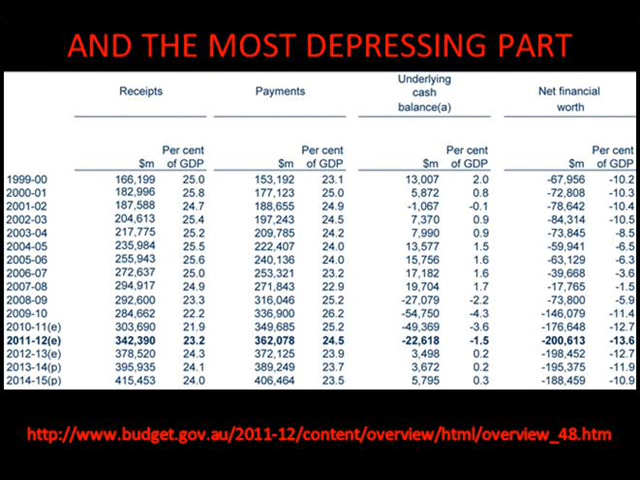 AND THE MOST DEPRESSING PART
Receipts Payments Underlying cash balance(a) Net financial worth
$m Per cent of GDP $m Per cent of GDP $m Per cent of GDP $m Per cent of GDP
1999-00 166,199 25.0 153,192 23.1 13,007 2.0 -67,956 -10.2
2000-01 182,996 25.8 177,123 25.0 5,872 0.8 -72,808 -10.3
2001-02 187,588 24.7 188,655 24.9 -1,067 -0.1 -78,642 -10.4
2002-03 204,613 25.4 197,243 24.5 7,370 0.9 -84,314 -10.5
2003-04 217,775 25.2 209,785 24.2 7,990 0.9 -73,845 -8.5
2004-05 235,984 25.5 222,407 24.0 13,577 1.5 -59,941 -6.5
2005-06 255,943 25.6 240,136 24.0 15,756 1.6 -63,129 -6.3
2006-07 272,637 25.0 253,321 23.2 17,182 1.6 -39,668 -3.6
2007-08 294,917 24.9 271,843 22.9 19,704 1.7 -17,765 -1.5
2008-09 292,600 23.3 316,046 25.2 -27,079 -2.2 -73,800 -5.9
2009-10 284,662 22.2 336,900 26.2 -54,750 -4.3 -146,079 -11.4
2010-11(e) 303,690 21.9 349,685 25.2 -49,369 -3.6 -176,648 -12.7
2011-12(e) 342,390 23.2 362,078 24.5 -22,618 -1.5 -200,613 -13.6
2012-13(e) 378,520 24.3 372,125 23.9 3,498 0.2 -198,452 -12.7
2013-14(p) 395,935 24.1 389,249 23.7 3,672 0.2 -195,375 -11.9
2014-15(p) 415,453 24.0 406,464 23.5 5,795 0.3 -188,459 -10.9
http://www.budget.gov.au/2011-12/content/overview/html/overview_48.htm